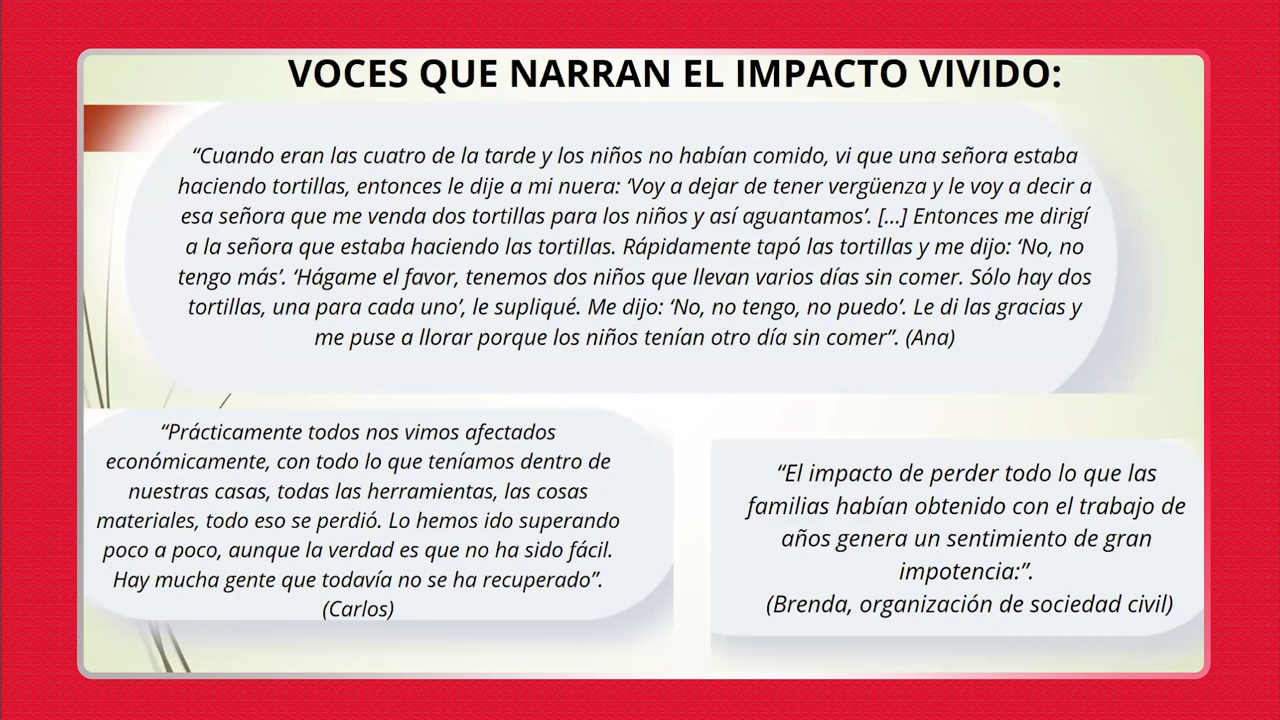 VOCES QUE NARRAN EL IMPACTO VIVIDO:
“Cuando eran las cuatro de la tarde y los niños no habían comido, vi que una señora estaba
haciendo tortillas, entonces le dije a mi nuera: ‘Voy a dejar de tener vergüenza y le voy a decir a
esa señora que me venda dos tortillas para los niños y así aguantamos’. [...] Entonces me dirigí
a la señora que estaba haciendo las tortillas. Rápidamente tapó las tortillas y me dijo: ‘No, no
tengo más’. ‘Hágame el favor, tenemos dos niños que llevan varios días sin comer. Sólo hay dos
tortillas, una para cada uno’, le supliqué. Me dijo: ‘No, no tengo, no puedo’. Le di las gracias y
me puse a llorar porque los niños tenían otro día sin comer”. (Ana)
“Prácticamente todos nos vimos afectados
económicamente, con todo lo que teníamos dentro de
nuestras casas, todas las herramientas, las cosas
materiales, todo eso se perdió. Lo hemos ido superando
poco a poco, aunque la verdad es que no ha sido fácil.
Hay mucha gente que todavía no se ha recuperado”.
(Carlos)
“El impacto de perder todo lo que las
familias habían obtenido con el trabajo de
años genera un sentimiento de gran
impotencia:”.
(Brenda, organización de sociedad civil)